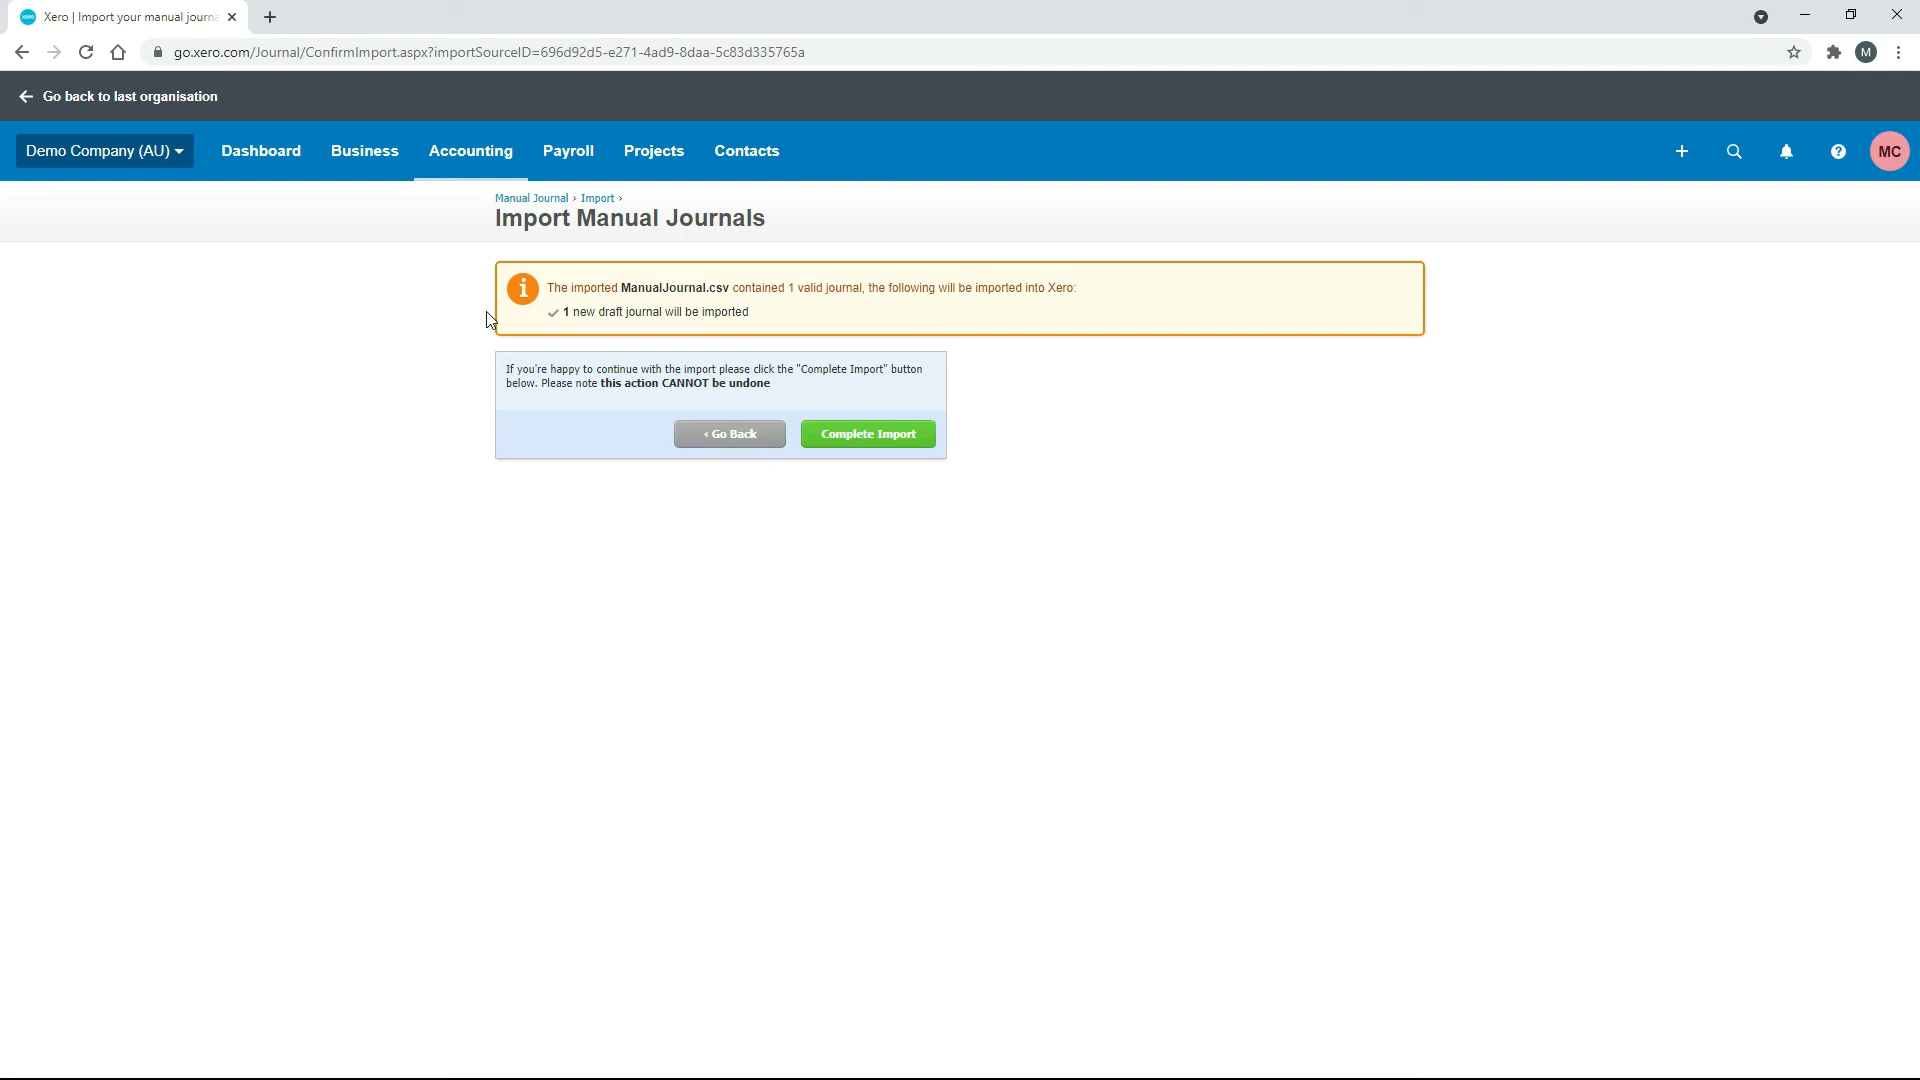 xero Xero | Import your manual journa
go.xero.com/Journal/ConfirmImport.aspx?importSourceID=696d92d5-e271-4ad9-8daa-5c83d335765a
M
Go back to last organisation
Demo Company (AU) Dashboard Business Accounting Payroll Projects Contacts
MC
Manual Journal › Import ›
Import Manual Journals
The imported ManualJournal.csv contained 1 valid journal, the following will be imported into Xero:
1 new draft journal will be imported
If you're happy to continue with the import please click the "Complete Import" button
below. Please note this action CANNOT be undone
‹ Go Back Complete Import